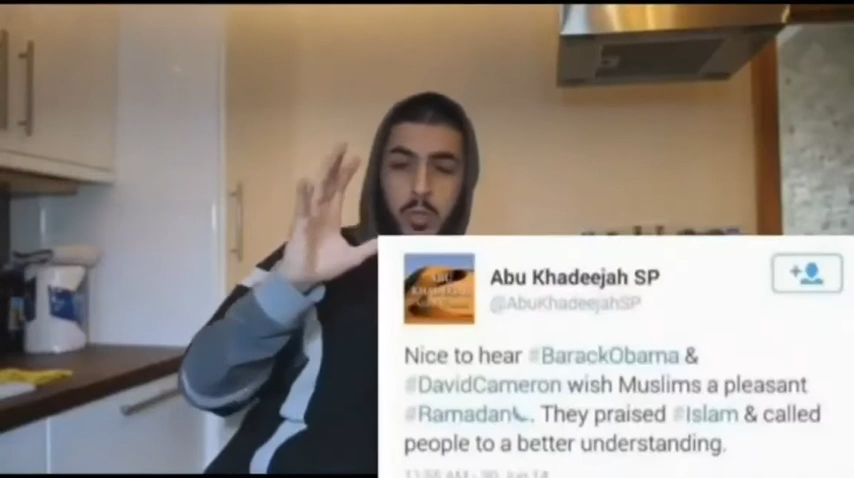 Abu Khadeejah SP
@AbuKhadeejahSP
Nice to hear #BarackObama &
#DavidCameron wish Muslims a pleasant
#Ramadan. They praised #Islam & called
people to a better understanding.